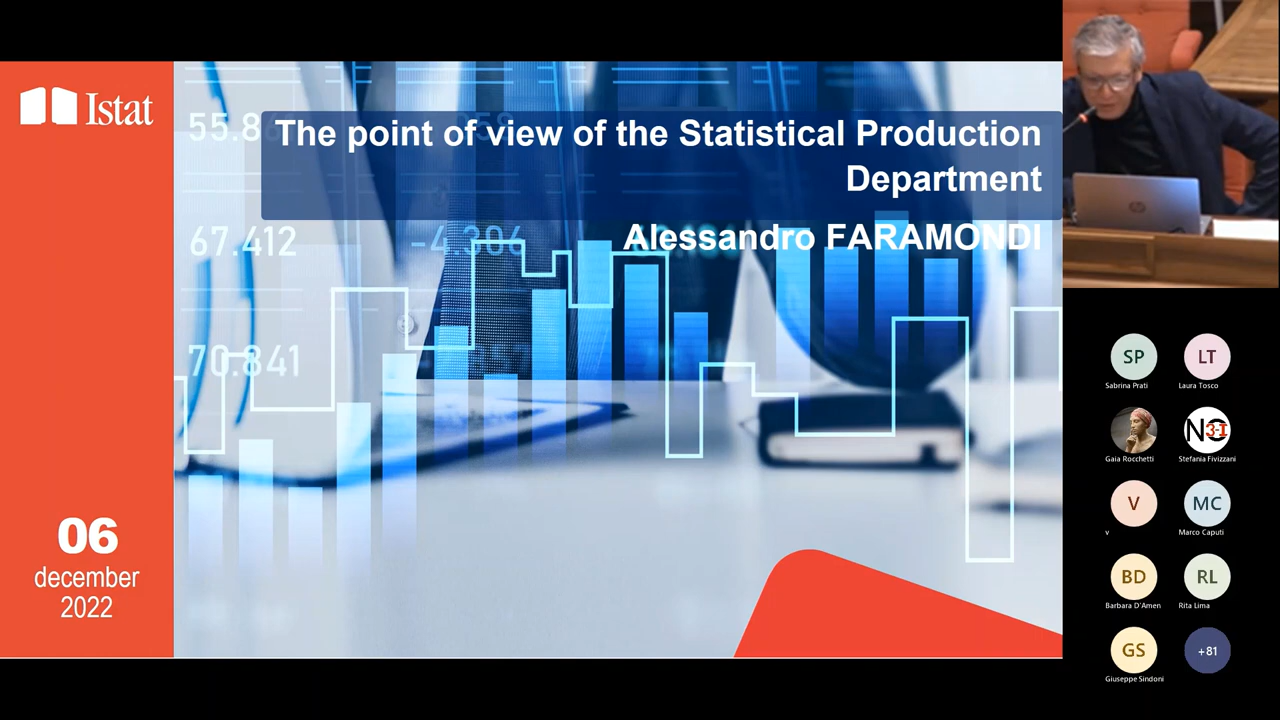 Istat
The point of view of the Statistical Production
Department
Alessandro FARAMONDI
55.8
67.412
-4.306
70.841
06
december
2022
hp
SP
LT
Sabrina Prati
Laura Tosco
N3-I
Gaia Rocchetti
Stefania Fivizzani
V
MC
v
Marco Caputi
BD
RL
Barbara D'Amen
Rita Lima
GS
+81
Giuseppe Sindoni